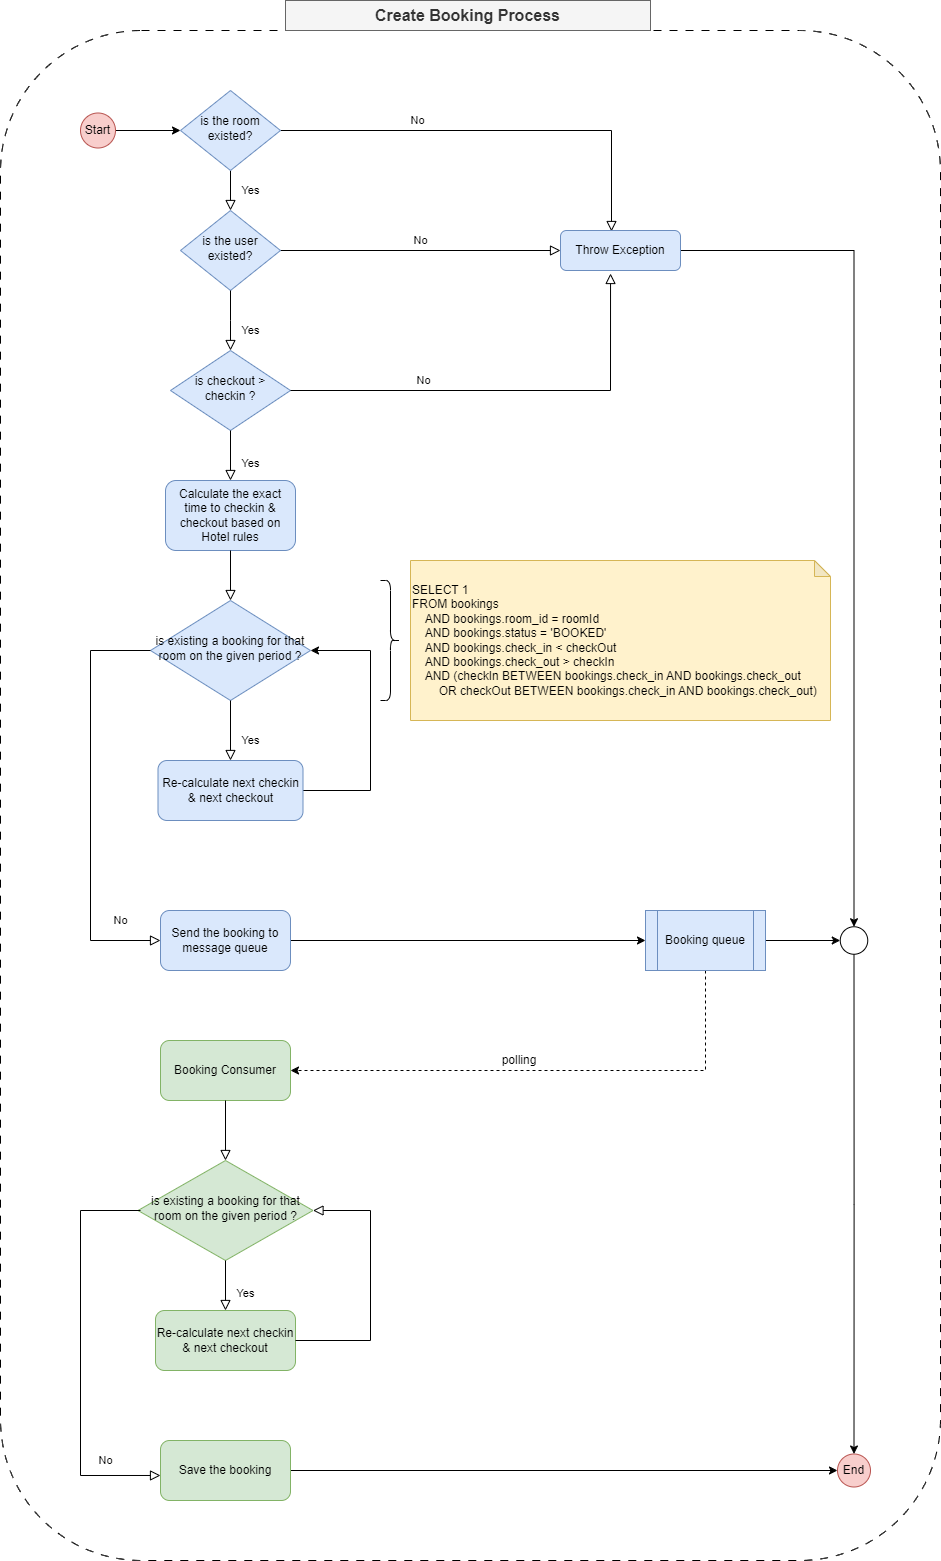 Create Booking Process
Start
is the room
existed?
No
Yes
is the user
existed?
No
Throw Exception
Yes
is checkout >
checkin ?
No
Yes
Calculate the exact
time to checkin &
checkout based on
Hotel rules
SELECT 1
FROM bookings
AND bookings.room_id = roomId
AND bookings.status = 'BOOKED'
AND bookings.check_in < checkOut
AND bookings.check_out > checkIn
AND (checkIn BETWEEN bookings.check_in AND bookings.check_out
OR checkOut BETWEEN bookings.check_in AND bookings.check_out)
is existing a booking for that
room on the given period ?
Yes
Re-calculate next checkin
& next checkout
No
Send the booking to
message queue
Booking queue
polling
Booking Consumer
is existing a booking for that
room on the given period ?
Yes
Re-calculate next checkin
& next checkout
No
Save the booking
End